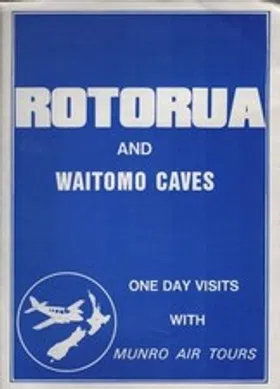 ROTORUA
AND
WAITOMO CAVES
ONE DAY VISITS
WITH
MUNRO AIR TOURS